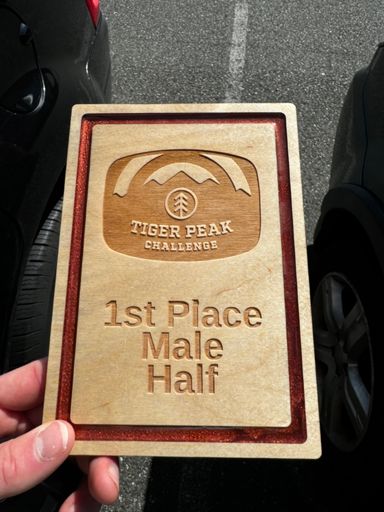 TIGER PEAK
CHALLENGE
1st Place
Male
Half